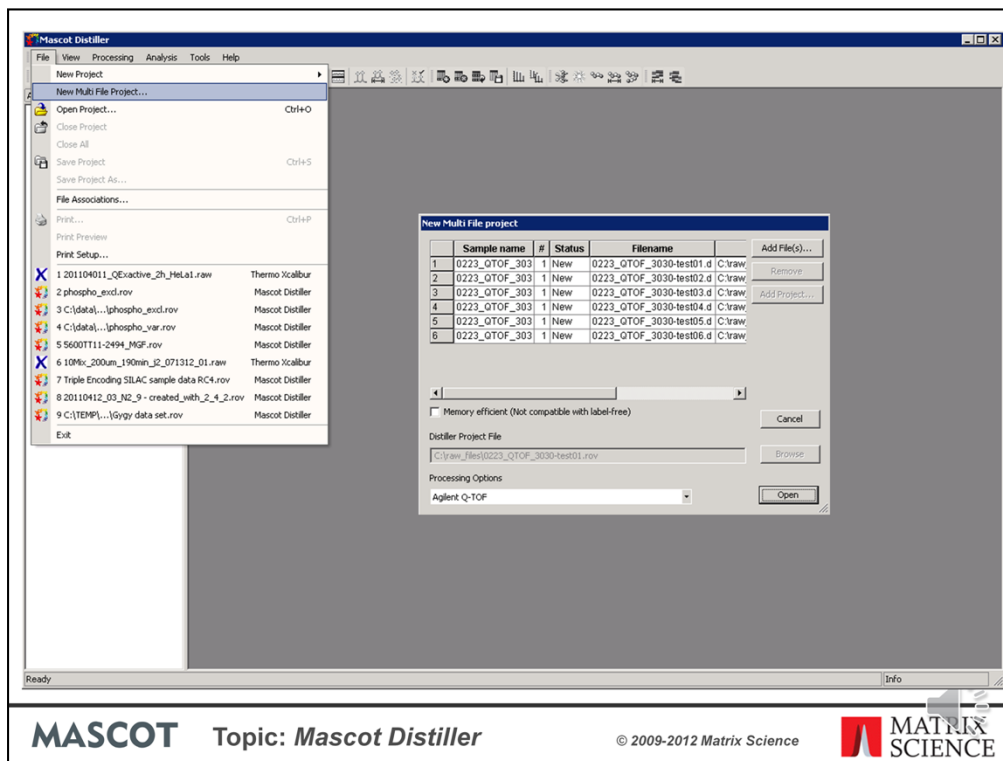 Mascot Distiller
File View Processing Analysis Tools Help
New Project
New Multi File Project...
Open Project... Ctrl+O
Close Project
Close All
Save Project Ctrl+S
Save Project As...
File Associations...
Print... Ctrl+P
Print Preview
Print Setup...
1 201104011_QExactive_2h_HeLa1.raw Thermo Xcalibur
2 phospho_excl.rov Mascot Distiller
3 C:\data\...\phospho_excl.rov Mascot Distiller
4 C:\data\...\phospho_var.rov Mascot Distiller
5 5600TT11-2494_MGF.rov Mascot Distiller
6 10Mix_200um_190min_j2_071312_01.raw Thermo Xcalibur
7 Triple Encoding SILAC sample data RC4.rov Mascot Distiller
8 20110412_03_N2_9 - created_with_2_4_2.rov Mascot Distiller
9 C:\TEMP\...\Gygy data set.rov Mascot Distiller
Exit
New Multi File project
Sample name # Status Filename
1 0223_QTOF_303 1 New 0223_QTOF_3030-test01.d C:\raw
2 0223_QTOF_303 1 New 0223_QTOF_3030-test02.d C:\raw
3 0223_QTOF_303 1 New 0223_QTOF_3030-test03.d C:\raw
4 0223_QTOF_303 1 New 0223_QTOF_3030-test04.d C:\raw
5 0223_QTOF_303 1 New 0223_QTOF_3030-test05.d C:\raw
6 0223_QTOF_303 1 New 0223_QTOF_3030-test06.d C:\raw
Add File(s)...
Remove
Add Project...
Memory efficient (Not compatible with label-free)
Cancel
Distiller Project File
C:\raw_files\0223_QTOF_3030-test01.rov
Browse
Processing Options
Agilent Q-TOF
Open
Ready Info
MASCOT Topic: Mascot Distiller © 2009-2012 Matrix Science
MATRIX
SCIENCE